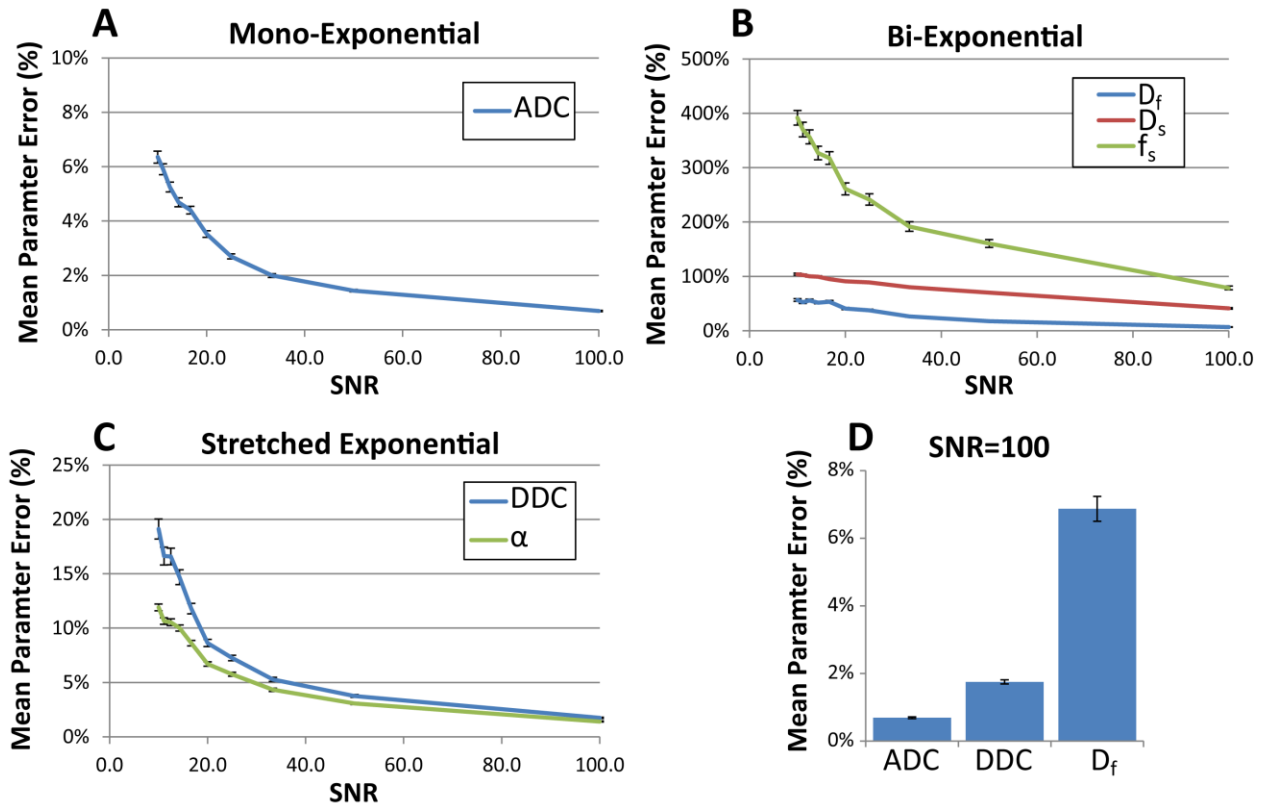 A
Mono-Exponential
Mean Paramter Error (%)
10%
8%
6%
4%
2%
0%
ADC
0.0 20.0 40.0 60.0 80.0 100.0
SNR
B
Bi-Exponential
Mean Paramter Error (%)
500%
400%
300%
200%
100%
0%
Df
Ds
fs
0.0 20.0 40.0 60.0 80.0 100.0
SNR
C
Stretched Exponential
Mean Paramter Error (%)
25%
20%
15%
10%
5%
0%
DDC
α
0.0 20.0 40.0 60.0 80.0 100.0
SNR
D
SNR=100
Mean Paramter Error (%)
8%
6%
4%
2%
0%
ADC DDC Df